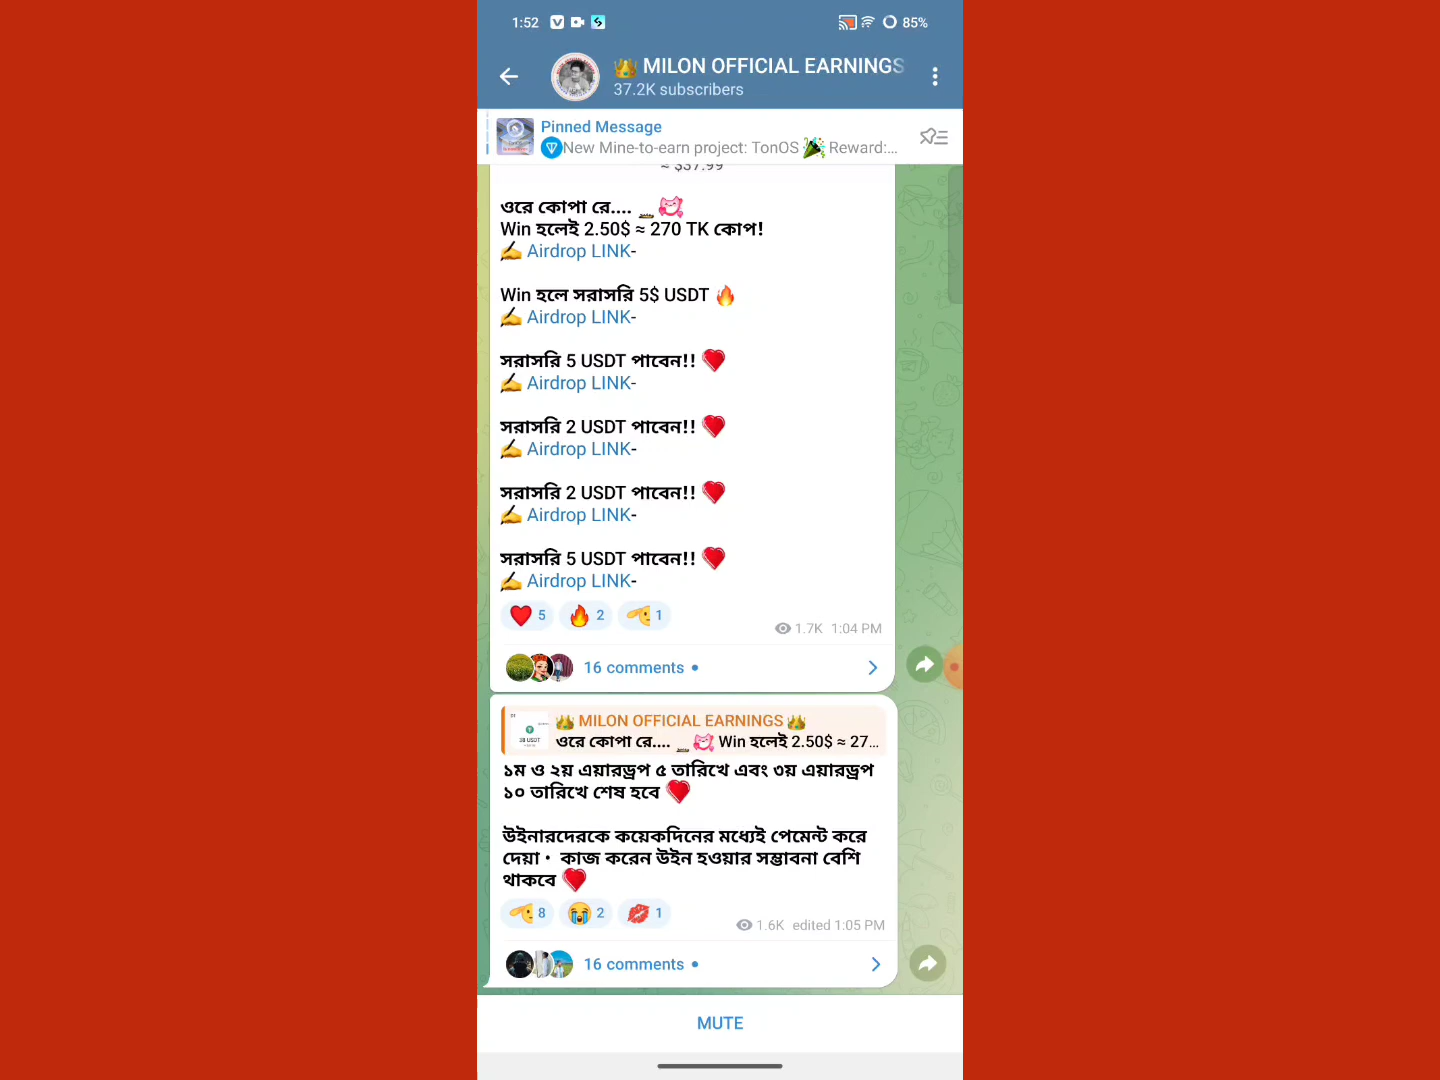 1:52
85%
👑 MILON OFFICIAL EARNINGS
37.2K subscribers
Pinned Message
New Mine-to-earn project: TonOS 🎉 Reward:...
≈ $37.99
ওরে কোপা রে....
Win হলেই 2.50$ ≈ 270 TK কোপ!
✍️ Airdrop LINK-
Win হলে সরাসরি 5$ USDT 🔥
✍️ Airdrop LINK-
সরাসরি 5 USDT পাবেন!! ❤️
✍️ Airdrop LINK-
সরাসরি 2 USDT পাবেন!! ❤️
✍️ Airdrop LINK-
সরাসরি 2 USDT পাবেন!! ❤️
✍️ Airdrop LINK-
সরাসরি 5 USDT পাবেন!! ❤️
✍️ Airdrop LINK-
❤️ 5 🔥 2 1
1.7K 1:04 PM
16 comments
👑 MILON OFFICIAL EARNINGS 👑
ওরে কোপা রে.... Win হলেই 2.50$ ≈ 27...
১ম ও ২য় এয়ারড্রপ ৫ তারিখে এবং ৩য় এয়ারড্রপ
১০ তারিখে শেষ হবে ❤️
উইনারদেরকে কয়েকদিনের মধ্যেই পেমেন্ট করে
দেয়া • কাজ করেন উইন হওয়ার সম্ভাবনা বেশি
থাকবে ❤️
8 😭 2 💋 1
1.6K edited 1:05 PM
16 comments
MUTE